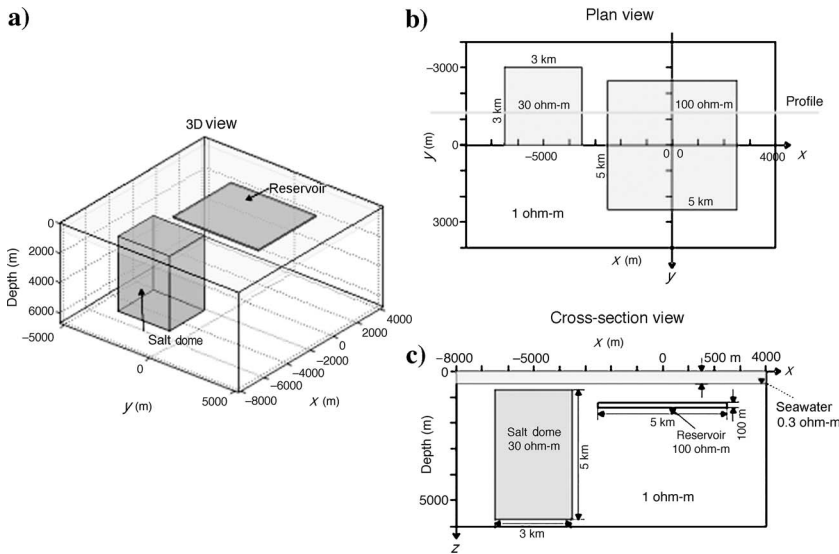 a)
3D view
Reservoir
Salt dome
Depth (m)
0
2000
4000
6000
−5000
0
5000
y (m)
−8000
−6000
−4000
−2000
0
2000
4000
x (m)
b)
Plan view
3 km
3 km
30 ohm-m
100 ohm-m
Profile
−3000
0
3000
y (m)
−5000
0 0
4000
x
5 km
5 km
1 ohm-m
x (m)
y
Cross-section view
c)
x (m)
−8000
−5000
0
500 m
4000
x
0
5000
Depth (m)
z
Seawater
0.3 ohm-m
Salt dome
30 ohm-m
5 km
3 km
5 km
100 m
Reservoir
100 ohm-m
1 ohm-m